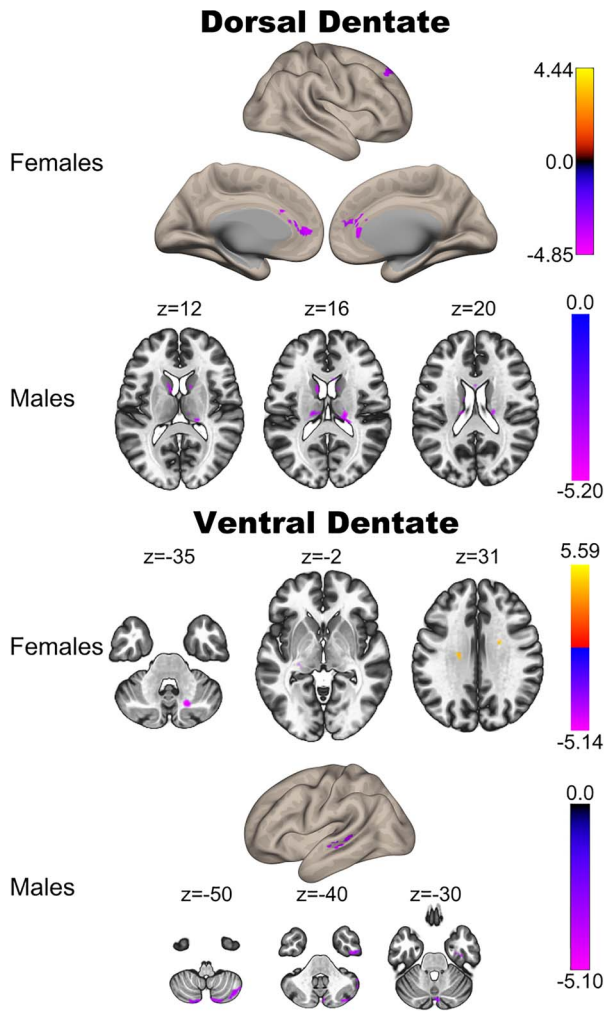 Dorsal Dentate
4.44
Females
0.0
-4.85
z=12 z=16 z=20
0.0
Males
-5.20
Ventral Dentate
z=-35 z=-2 z=31
5.59
Females
-5.14
0.0
Males
z=-50 z=-40 z=-30
-5.10